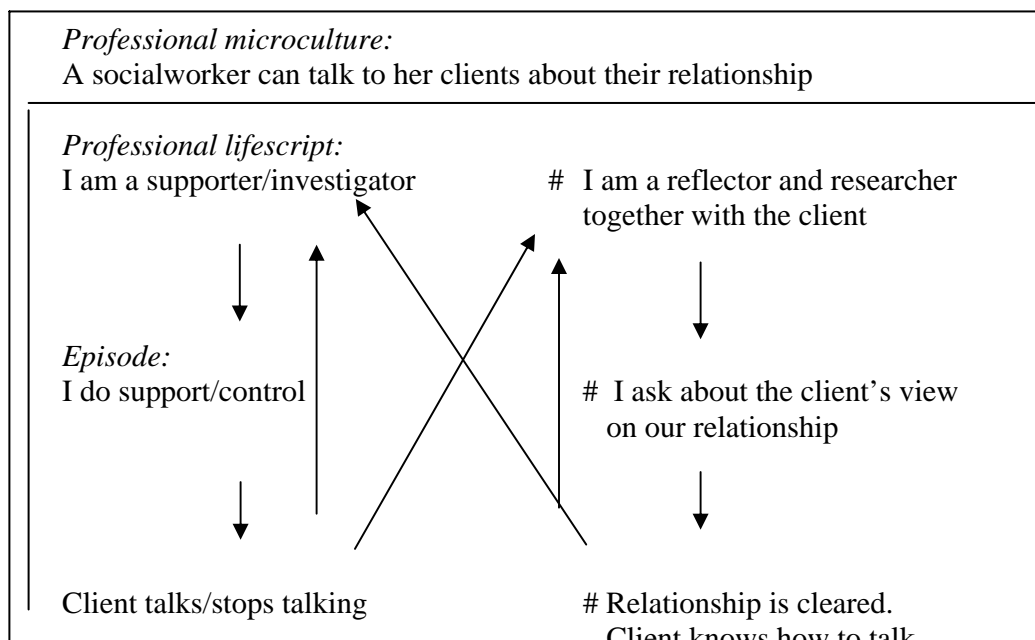 Professional microculture:
A socialworker can talk to her clients about their relationship
Professional lifescript:
I am a supporter/investigator
# I am a reflector and researcher
together with the client
Episode:
I do support/control
# I ask about the client’s view
on our relationship
Client talks/stops talking
# Relationship is cleared.
Client knows how to talk